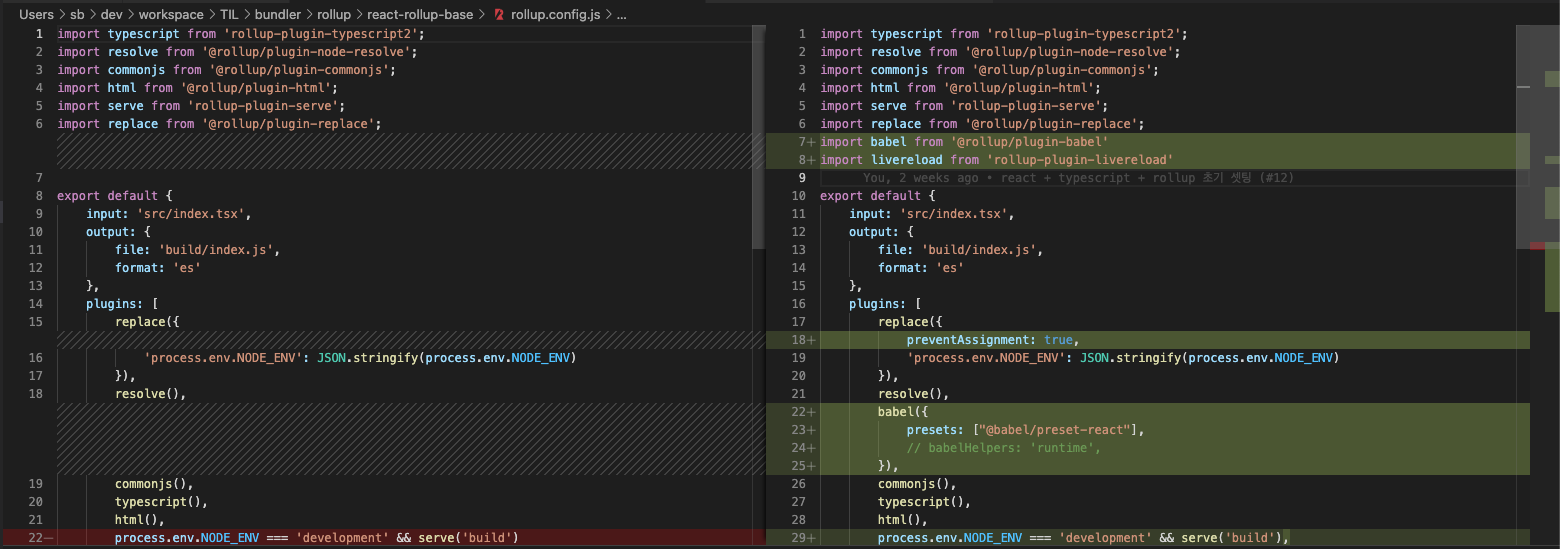 Users > sb > dev > workspace > TIL > bundler > rollup > react-rollup-base > rollup.config.js > ...
1 import typescript from 'rollup-plugin-typescript2';
2 import resolve from '@rollup/plugin-node-resolve';
3 import commonjs from '@rollup/plugin-commonjs';
4 import html from '@rollup/plugin-html';
5 import serve from 'rollup-plugin-serve';
6 import replace from '@rollup/plugin-replace';
7
8 export default {
9 input: 'src/index.tsx',
10 output: {
11 file: 'build/index.js',
12 format: 'es'
13 },
14 plugins: [
15 replace({
16 'process.env.NODE_ENV': JSON.stringify(process.env.NODE_ENV)
17 }),
18 resolve(),
19 commonjs(),
20 typescript(),
21 html(),
22— process.env.NODE_ENV === 'development' && serve('build')
1 import typescript from 'rollup-plugin-typescript2';
2 import resolve from '@rollup/plugin-node-resolve';
3 import commonjs from '@rollup/plugin-commonjs';
4 import html from '@rollup/plugin-html';
5 import serve from 'rollup-plugin-serve';
6 import replace from '@rollup/plugin-replace';
7+ import babel from '@rollup/plugin-babel'
8+ import livereload from 'rollup-plugin-livereload'
9 You, 2 weeks ago • react + typescript + rollup 초기 셋팅 (#12)
10 export default {
11 input: 'src/index.tsx',
12 output: {
13 file: 'build/index.js',
14 format: 'es'
15 },
16 plugins: [
17 replace({
18+ preventAssignment: true,
19 'process.env.NODE_ENV': JSON.stringify(process.env.NODE_ENV)
20 }),
21 resolve(),
22+ babel({
23+ presets: ["@babel/preset-react"],
24+ // babelHelpers: 'runtime',
25+ }),
26 commonjs(),
27 typescript(),
28 html(),
29+ process.env.NODE_ENV === 'development' && serve('build'),